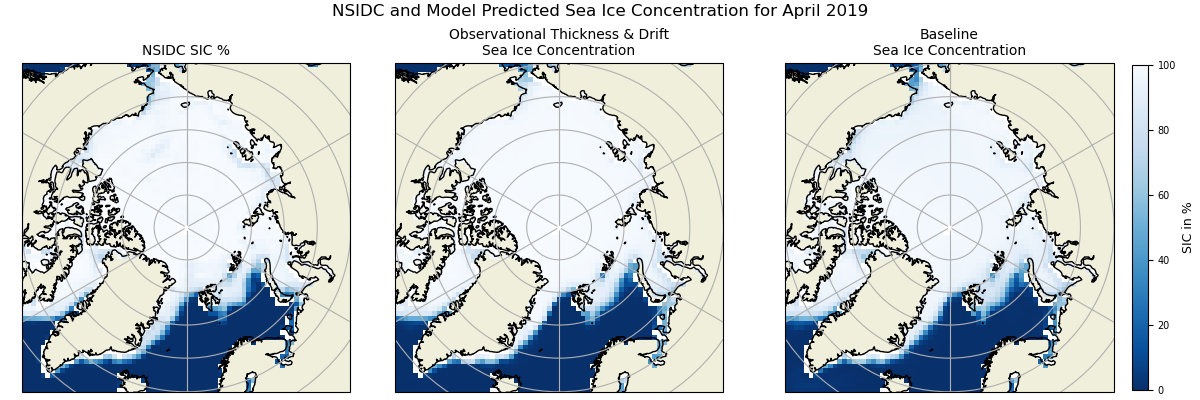 NSIDC and Model Predicted Sea Ice Concentration for April 2019
NSIDC SIC %
Observational Thickness & Drift
Sea Ice Concentration
Baseline
Sea Ice Concentration
100
80
60
40
20
0
SIC in %